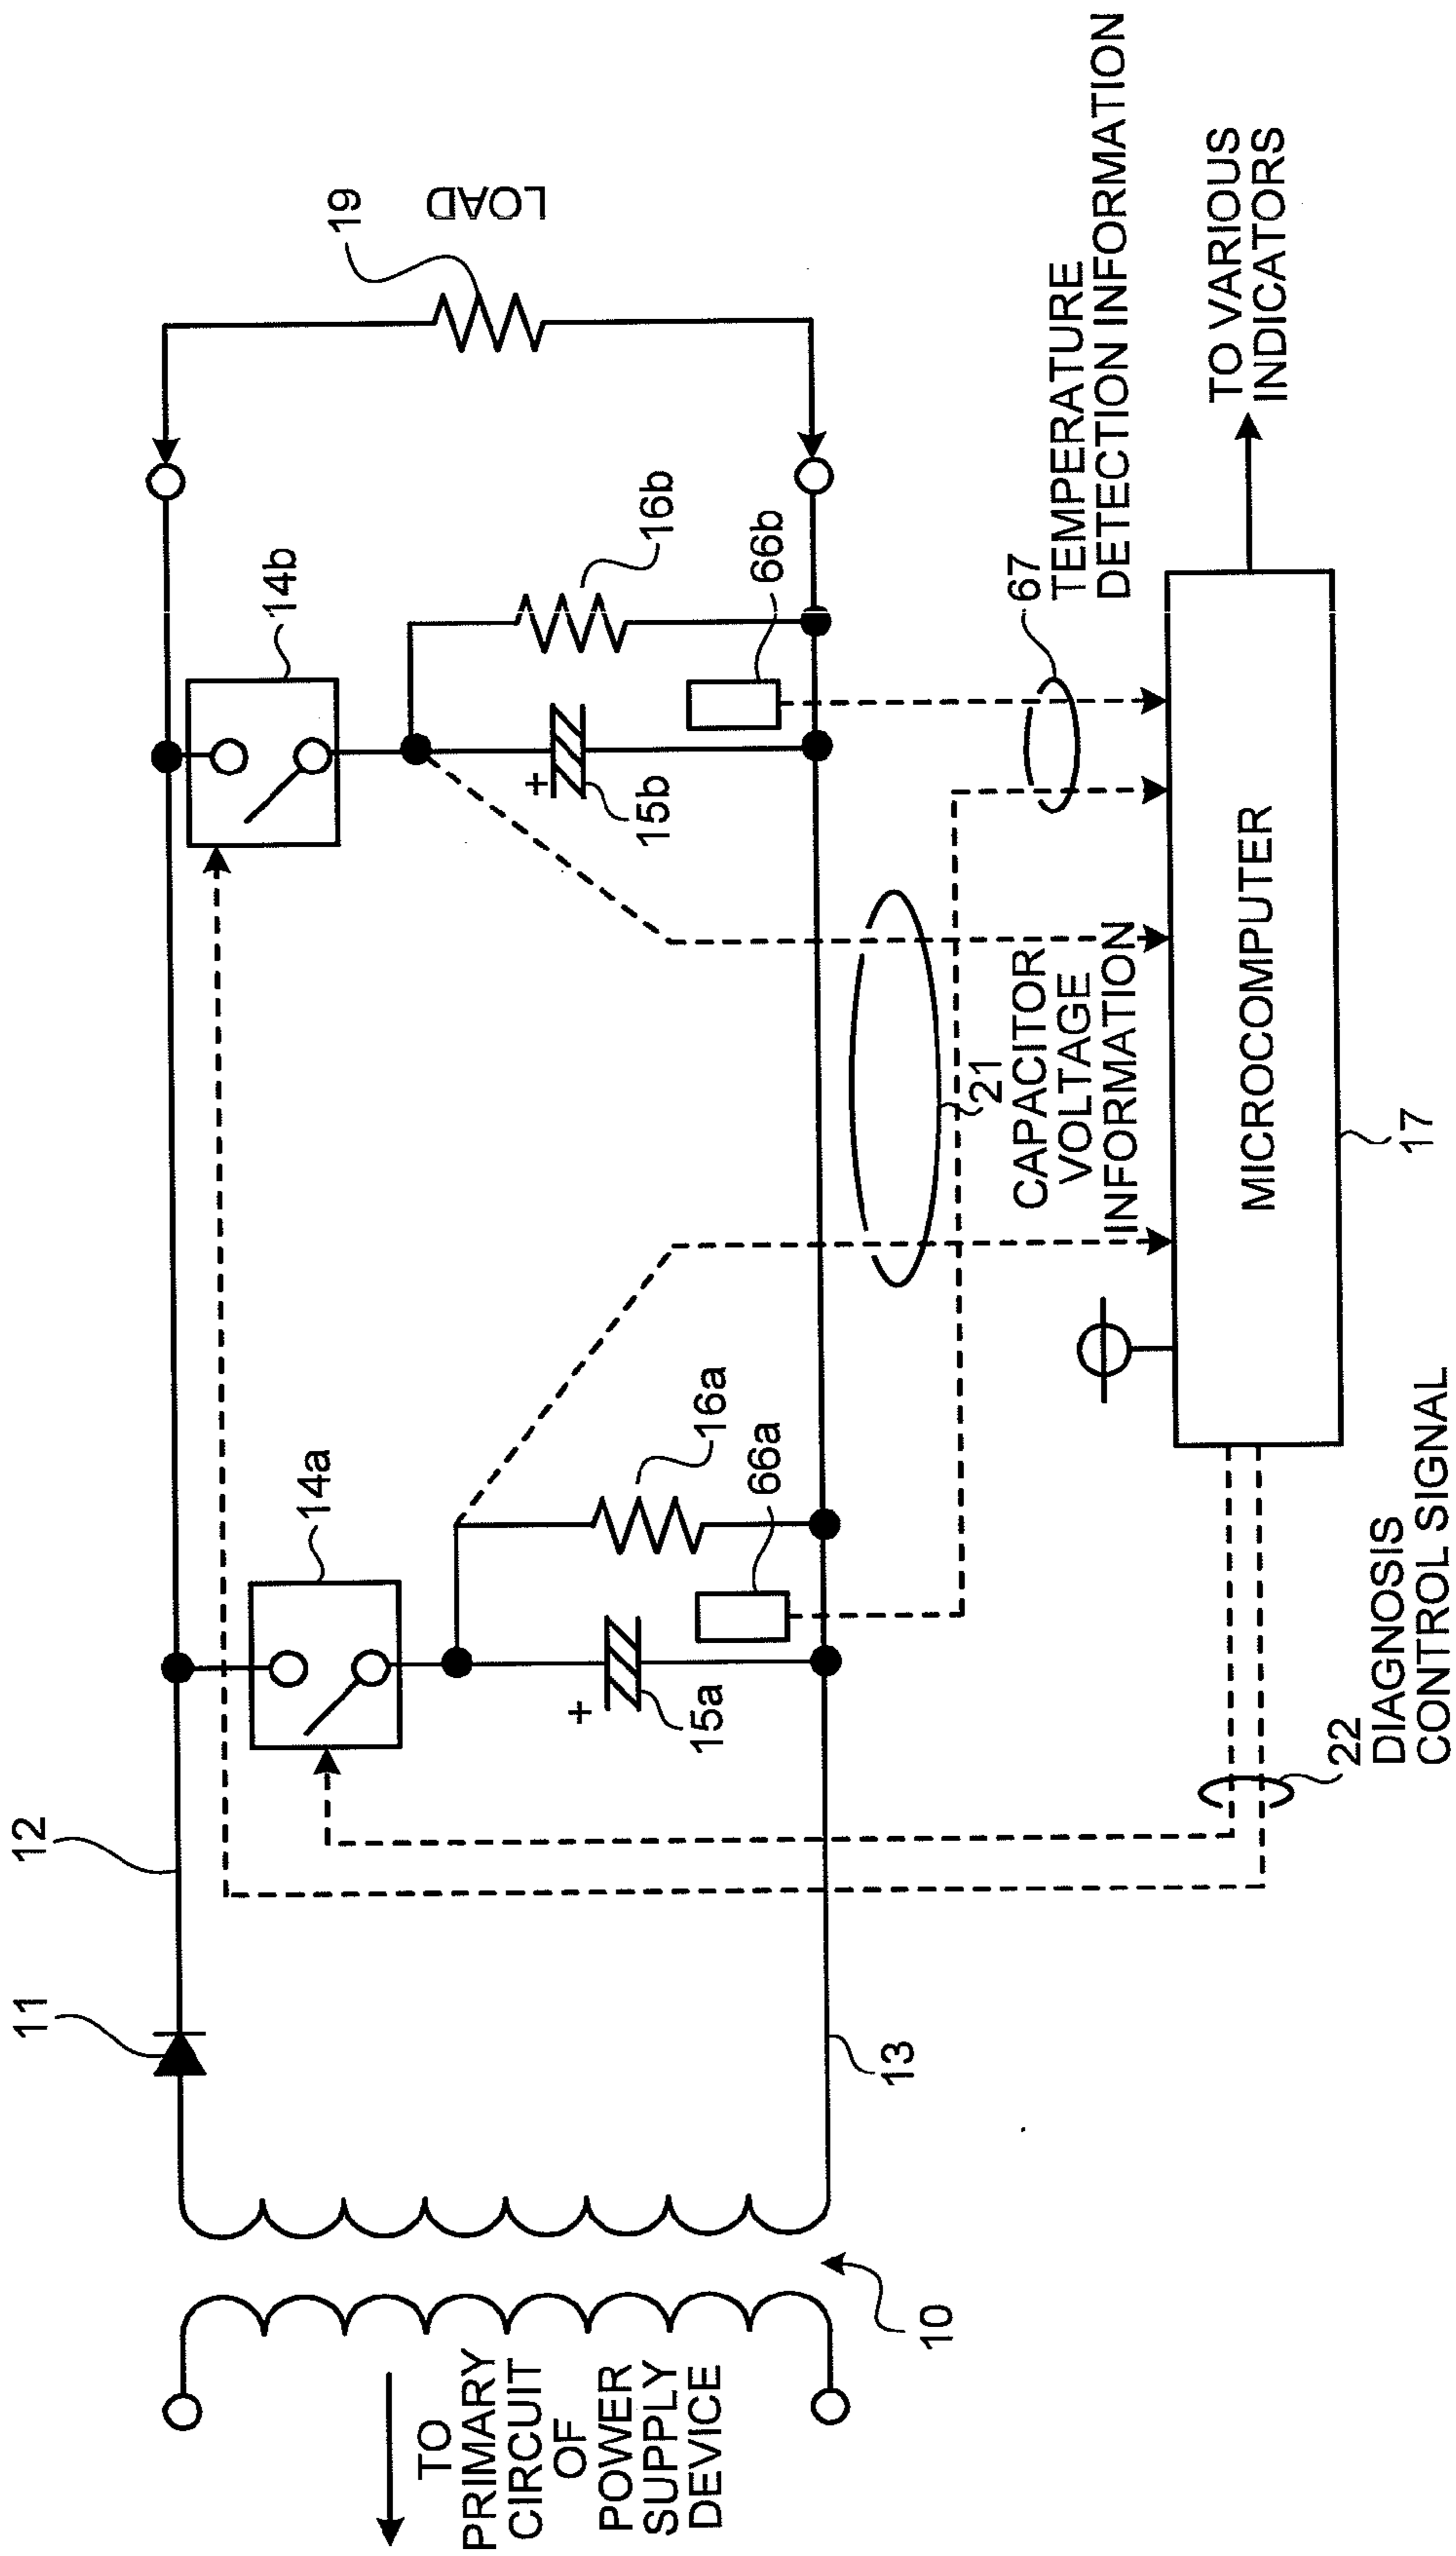 11
12
14a
14b
19
LOAD
+
15a
16a
66a
+
15b
16b
66b
TO
PRIMARY
CIRCUIT
OF
POWER
SUPPLY
DEVICE
10
13
21
CAPACITOR
VOLTAGE
INFORMATION
67
TEMPERATURE
DETECTION INFORMATION
MICROCOMPUTER
17
TO VARIOUS
INDICATORS
22
DIAGNOSIS
CONTROL SIGNAL